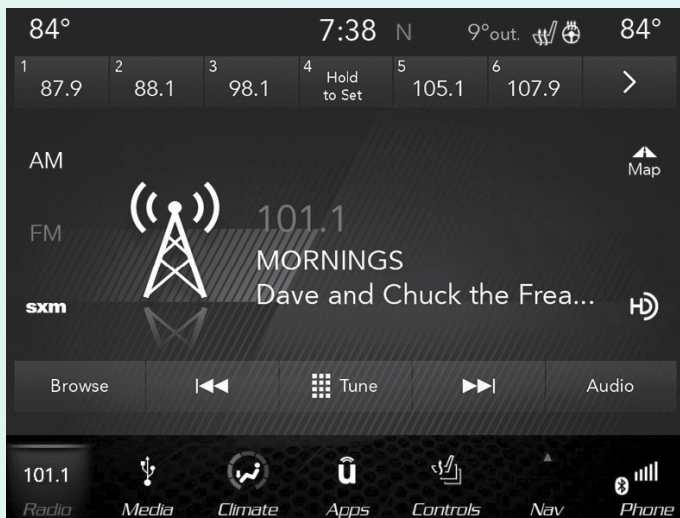 84° 7:38 N 9°out. 84°
1 87.9 2 88.1 3 98.1 4 Hold to Set 5 105.1 6 107.9
AM
Map
FM
101.1
MORNINGS
Dave and Chuck the Frea...
sxm
HD
Browse Tune Audio
101.1
Radio Media Climate Apps Controls Nav Phone